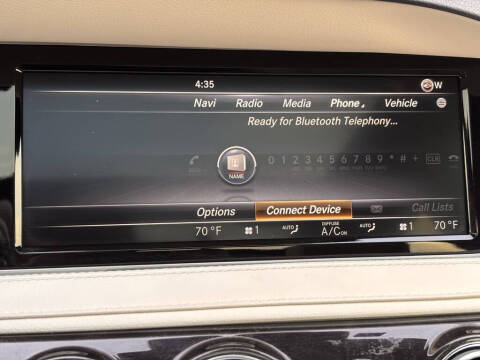 4:35 W
Navi Radio Media Phone Vehicle
Ready for Bluetooth Telephony...
NAME 0 1 2 3 4 5 6 7 8 9 * # + CLR
Options Connect Device Call Lists
70 °F 1 AUTO DIFFUSE A/C ON AUTO 1 70 °F